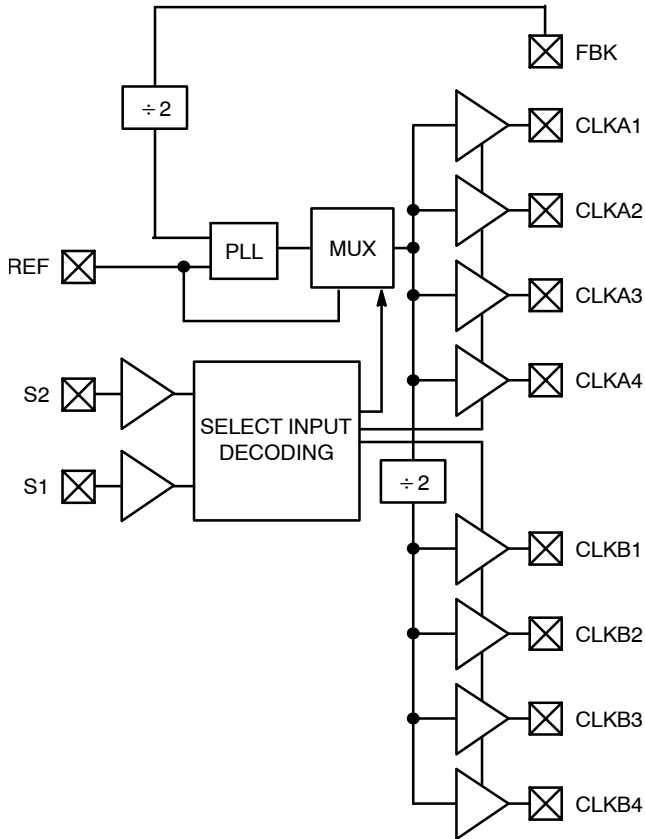 FBK
÷2
CLKA1
CLKA2
PLL
MUX
REF
CLKA3
CLKA4
S2
SELECT INPUT
DECODING
S1
÷2
CLKB1
CLKB2
CLKB3
CLKB4